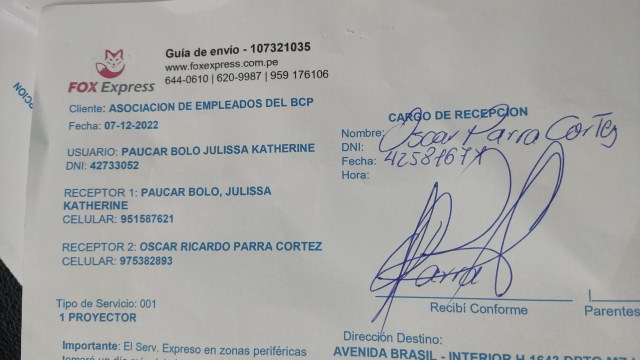 Guía de envío - 107321035
www.foxexpress.com.pe
644-0610 | 620-9987 | 959 176106
FOX Express
Cliente: ASOCIACION DE EMPLEADOS DEL BCP
Fecha: 07-12-2022
USUARIO: PAUCAR BOLO JULISSA KATHERINE
DNI: 42733052
RECEPTOR 1: PAUCAR BOLO, JULISSA
KATHERINE
CELULAR: 951587621
RECEPTOR 2: OSCAR RICARDO PARRA CORTEZ
CELULAR: 975382893
Tipo de Servicio: 001
1 PROYECTOR
Importante: El Serv. Expreso en zonas periféricas
CARGO DE RECEPCION
Nombre: Oscar Parra Cortez
DNI:
Fecha:
Hora:
Parra
Recibí Conforme
Parentes
Dirección Destino:
AVENIDA BRASIL - INTERIOR H 1643 DPTO